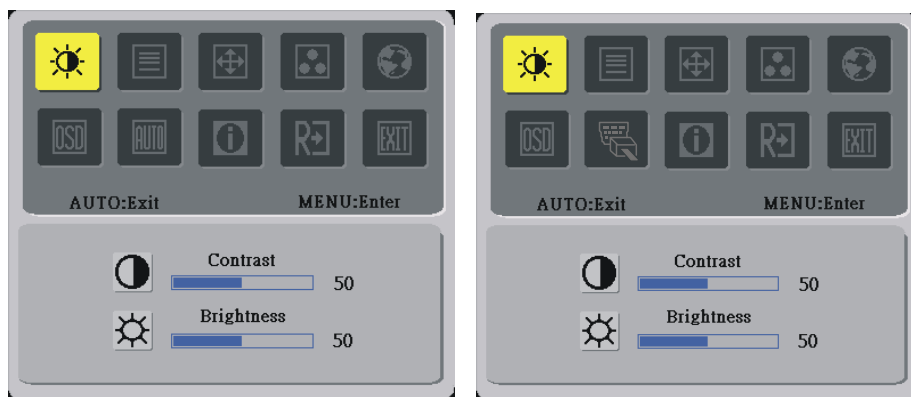 OSD AUTO i R EXIT
AUTO:Exit MENU:Enter
Contrast
50
Brightness
50
OSD i R EXIT
AUTO:Exit MENU:Enter
Contrast
50
Brightness
50